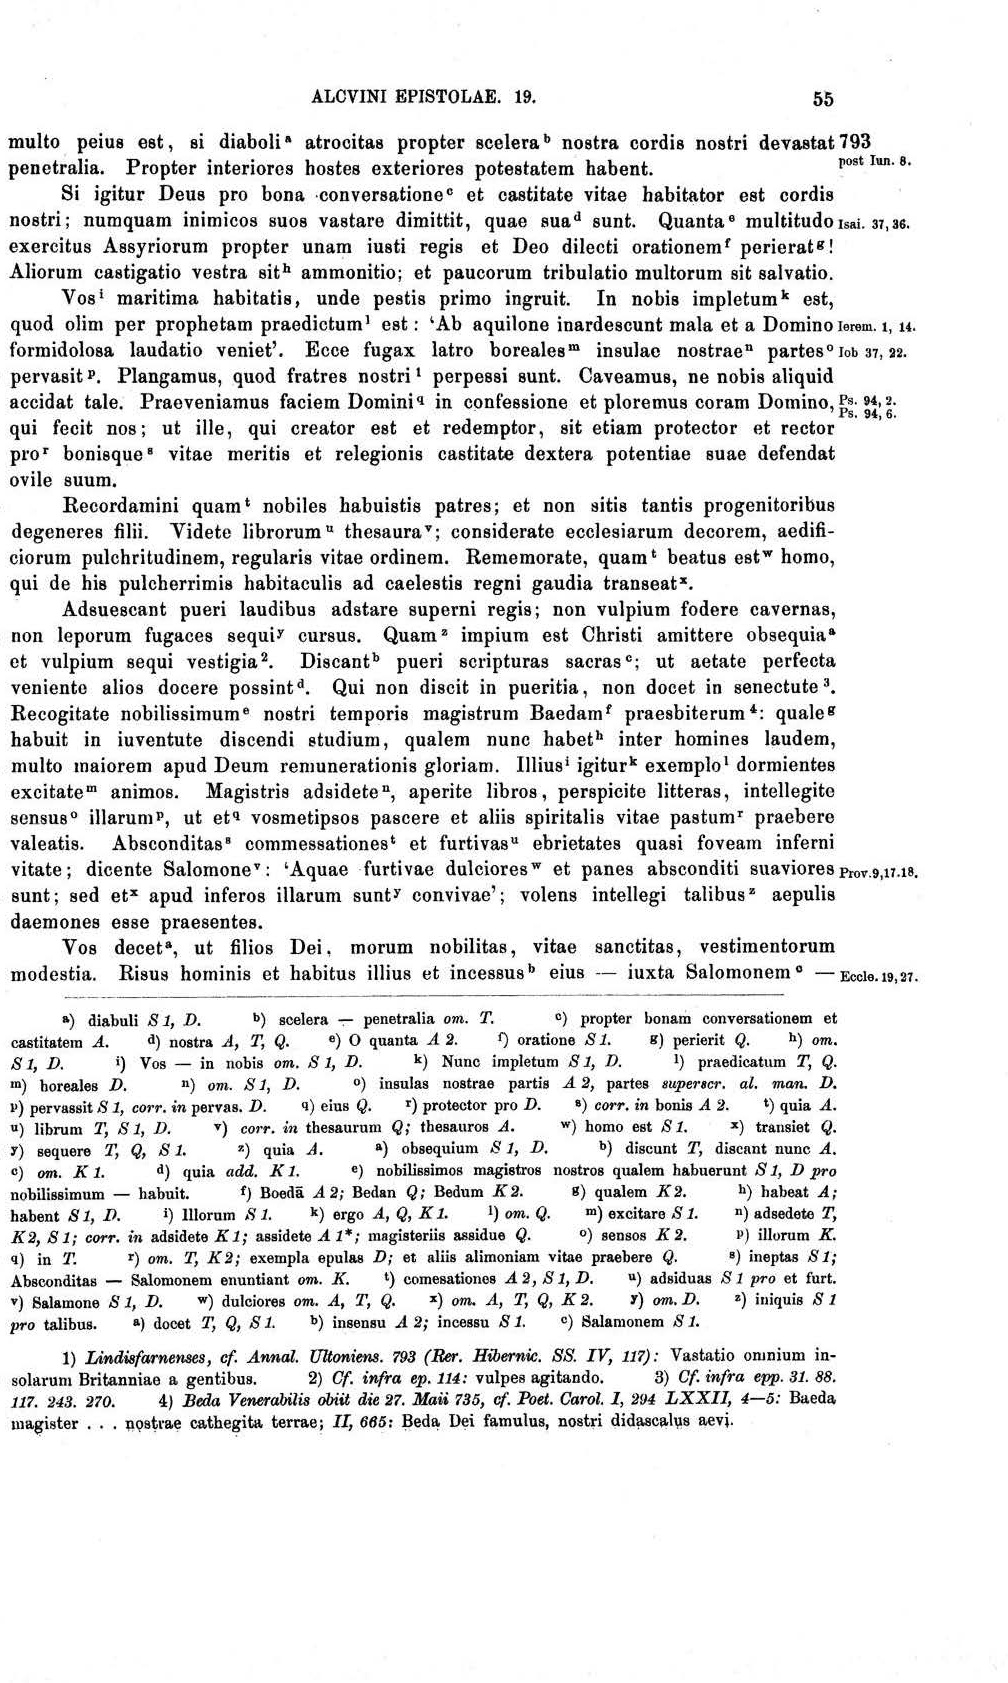 ALCVINI EPISTOLAE. 19. 55
multo peius est, si diaboli a atrocitas propter scelera b nostra cordis nostri devastat 793
penetralia. Propter interiores hostes exteriores potestatem habent. post Iun. 8.
Si igitur Deus pro bona conversatione c et castitate vitae habitator est cordis
nostri; numquam inimicos suos vastare dimittit, quae sua d sunt. Quanta e multitudo Isai. 37, 36.
exercitus Assyriorum propter unam iusti regis et Deo dilecti orationem f perierat g!
Aliorum castigatio vestra sit h ammonitio; et paucorum tribulatio multorum sit salvatio.
Vos i maritima habitatis, unde pestis primo ingruit. In nobis impletum k est,
quod olim per prophetam praedictum l est: ‘Ab aquilone inardescunt mala et a Domino Ierem. 1, 14.
formidolosa laudatio veniet’. Ecce fugax latro boreales m insulae nostrae n partes o Iob 37, 22.
pervasit p. Plangamus, quod fratres nostri 1 perpessi sunt. Caveamus, ne nobis aliquid
accidat tale. Praeveniamus faciem Domini q in confessione et ploremus coram Domino, Ps. 94, 2.
Ps. 94, 6.
qui fecit nos; ut ille, qui creator est et redemptor, sit etiam protector et rector
pro r bonisque s vitae meritis et relegionis castitate dextera potentiae suae defendat
ovile suum.
Recordamini quam t nobiles habuistis patres; et non sitis tantis progenitoribus
degeneres filii. Videte librorum u thesaura v; considerate ecclesiarum decorem, aedifi-
ciorum pulchritudinem, regularis vitae ordinem. Rememorate, quam t beatus est w homo,
qui de his pulcherrimis habitaculis ad caelestis regni gaudia transeat x.
Adsuescant pueri laudibus adstare superni regis; non vulpium fodere cavernas,
non leporum fugaces sequi y cursus. Quam z impium est Christi amittere obsequia a
et vulpium sequi vestigia 2. Discant b pueri scripturas sacras c; ut aetate perfecta
veniente alios docere possint d. Qui non discit in pueritia, non docet in senectute 3.
Recogitate nobilissimum e nostri temporis magistrum Baedam f praesbiterum 4: quale g
habuit in iuventute discendi studium, qualem nunc habet h inter homines laudem,
multo maiorem apud Deum remunerationis gloriam. Illius i igitur k exemplo l dormientes
excitate m animos. Magistris adsidete n, aperite libros, perspicite litteras, intellegite
sensus o illarum p, ut et q vosmetipsos pascere et aliis spiritalis vitae pastum r praebere
valeatis. Absconditas s commessationes t et furtivas u ebrietates quasi foveam inferni
vitate; dicente Salomone v: ‘Aquae furtivae dulciores w et panes absconditi suaviores Prov. 9, 17. 18.
sunt; sed et x apud inferos illarum sunt y convivae’; volens intellegi talibus z aepulis
daemones esse praesentes.
Vos decet a, ut filios Dei, morum nobilitas, vitae sanctitas, vestimentorum
modestia. Risus hominis et habitus illius et incessus b eius — iuxta Salomonem c — Eccle. 19, 27.
a) diabuli S 1, D. b) scelera — penetralia om. T. c) propter bonam conversationem et
castitatem A. d) nostra A, T, Q. e) O quanta A 2. f) oratione S 1. g) perierit Q. h) om.
S 1, D. i) Vos — in nobis om. S 1, D. k) Nunc impletum S 1, D. l) praedicatum T, Q.
m) horeales D. n) om. S 1, D. o) insulas nostrae partis A 2, partes superscr. al. man. D.
p) pervassit S 1, corr. in pervas. D. q) eius Q. r) protector pro D. s) corr. in bonis A 2. t) quia A.
u) librum T, S 1, D. v) corr. in thesaurum Q; thesauros A. w) homo est S 1. x) transiet Q.
y) sequere T, Q, S 1. z) quia A. a) obsequium S 1, D. b) discunt T, discant nunc A.
c) om. K 1. d) quia add. K 1. e) nobilissimos magistros nostros qualem habuerunt S 1, D pro
nobilissimum — habuit. f) Boedā A 2; Bedan Q; Bedum K 2. g) qualem K 2. h) habeat A;
habent S 1, D. i) Illorum S 1. k) ergo A, Q, K 1. l) om. Q. m) excitare S 1. n) adsedete T,
K 2, S 1; corr. in adsidete K 1; assidete A 1*; magisteriis assidue Q. o) sensos K 2. p) illorum K.
q) in T. r) om. T, K 2; exempla epulas D; et aliis alimoniam vitae praebere Q. s) ineptas S 1;
Absconditas — Salomonem enuntiant om. K. t) comesationes A 2, S 1, D. u) adsiduas S 1 pro et furt.
v) Salamone S 1, D. w) dulciores om. A, T, Q. x) om. A, T, Q, K 2. y) om. D. z) iniquis S 1
pro talibus. a) docet T, Q, S 1. b) insensu A 2; incessu S 1. c) Salamonem S 1.
1) Lindisfarnenses, cf. Annal. Ultoniens. 793 (Rer. Hibernic. SS. IV, 117): Vastatio omnium in-
solarum Britanniae a gentibus. 2) Cf. infra ep. 114: vulpes agitando. 3) Cf. infra epp. 31. 88.
117. 243. 270. 4) Beda Venerabilis obiit die 27. Maii 735, cf. Poet. Carol. I, 294 LXXII, 4—5: Baeda
magister . . . nostrae cathegita terrae; II, 665: Beda Dei famulus, nostri didascalus aevi.